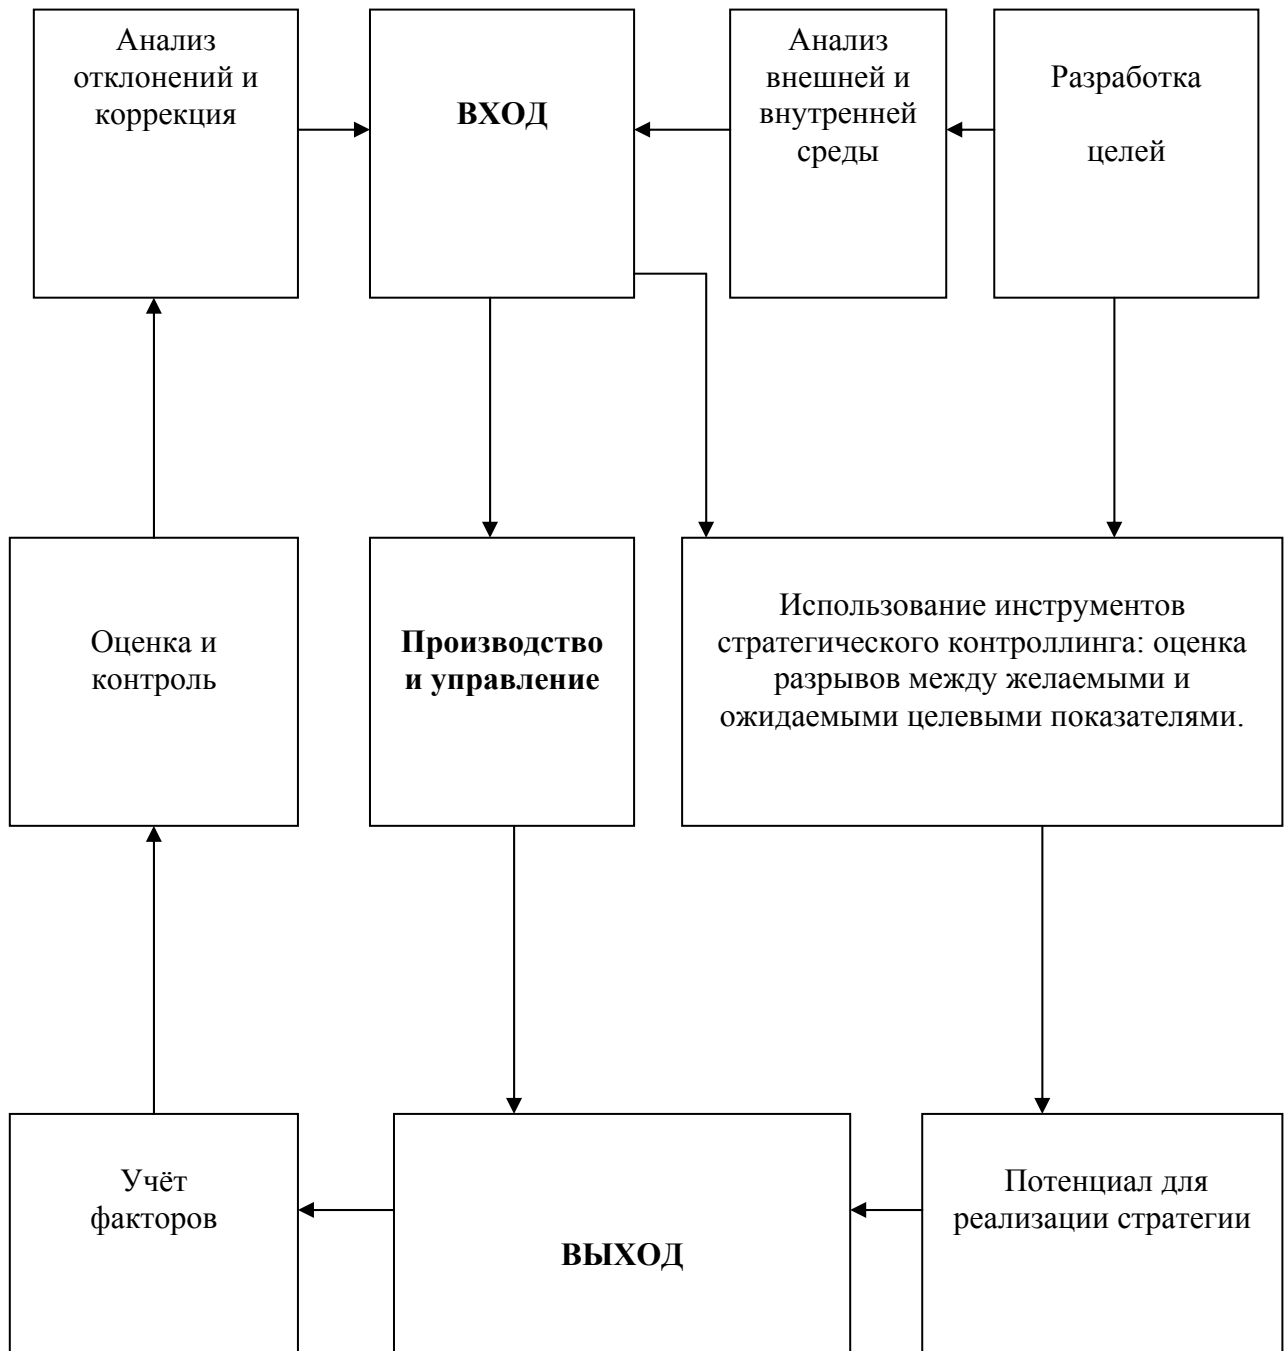 Анализ
отклонений и
коррекция
ВХОД
Анализ
внешней и
внутренней
среды
Разработка
целей
Оценка и
контроль
Производство
и управление
Использование инструментов
стратегического контроллинга: оценка
разрывов между желаемыми и
ожидаемыми целевыми показателями.
Учёт
факторов
ВЫХОД
Потенциал для
реализации стратегии